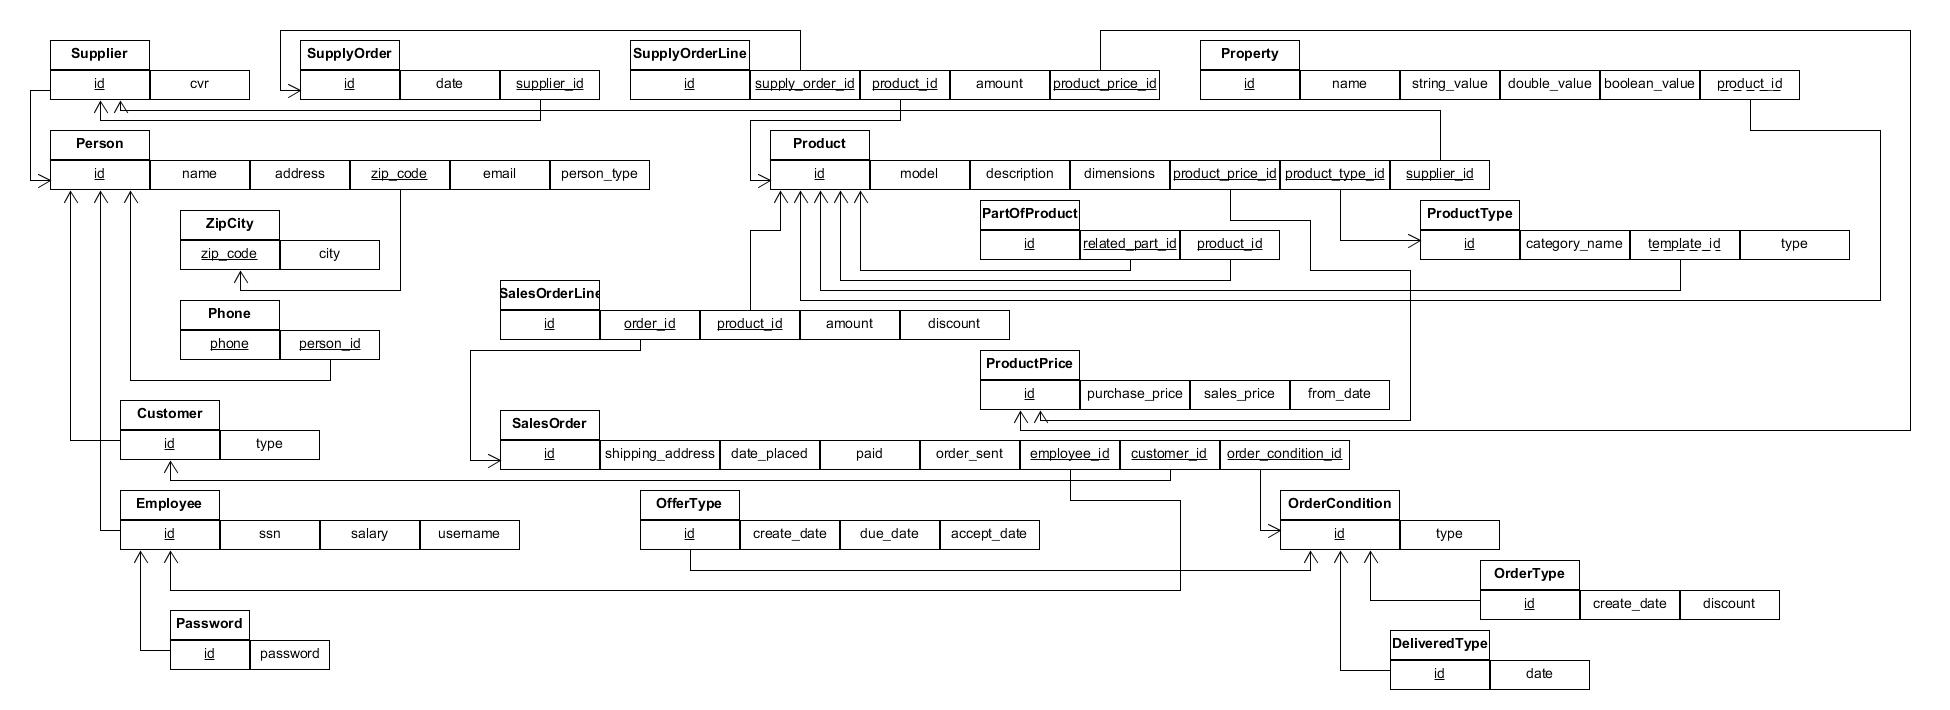 Supplier
id cvr
SupplyOrder
id date supplier_id
SupplyOrderLine
id supply_order_id product_id amount product_price_id
Property
id name string_value double_value boolean_value product_id
Person
id name address zip_code email person_type
Product
id model description dimensions product_price_id product_type_id supplier_id
ZipCity
zip_code city
PartOfProduct
id related_part_id product_id
ProductType
id category_name template_id type
SalesOrderLine
id order_id product_id amount discount
Phone
phone person_id
ProductPrice
id purchase_price sales_price from_date
Customer
id type
SalesOrder
id shipping_address date_placed paid order_sent employee_id customer_id order_condition_id
Employee
id ssn salary username
OfferType
id create_date due_date accept_date
OrderCondition
id type
OrderType
id create_date discount
Password
id password
DeliveredType
id date